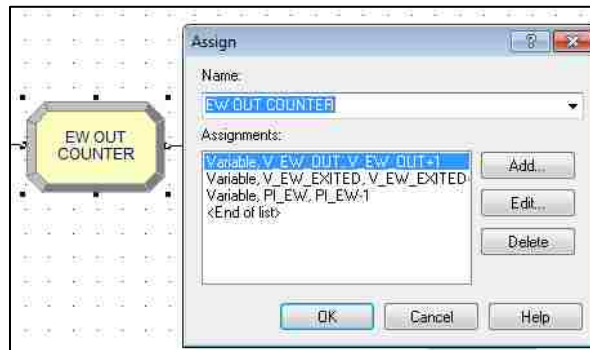 EW OUT
COUNTER
Assign
Name:
EW OUT COUNTER
Assignments:
Variable, V_EW_OUT, V_EW_OUT+1
Variable, V_EW_EXITED, V_EW_EXITED
Variable, PI_EW, PI_EW-1
<End of list>
Add...
Edit...
Delete
OK
Cancel
Help